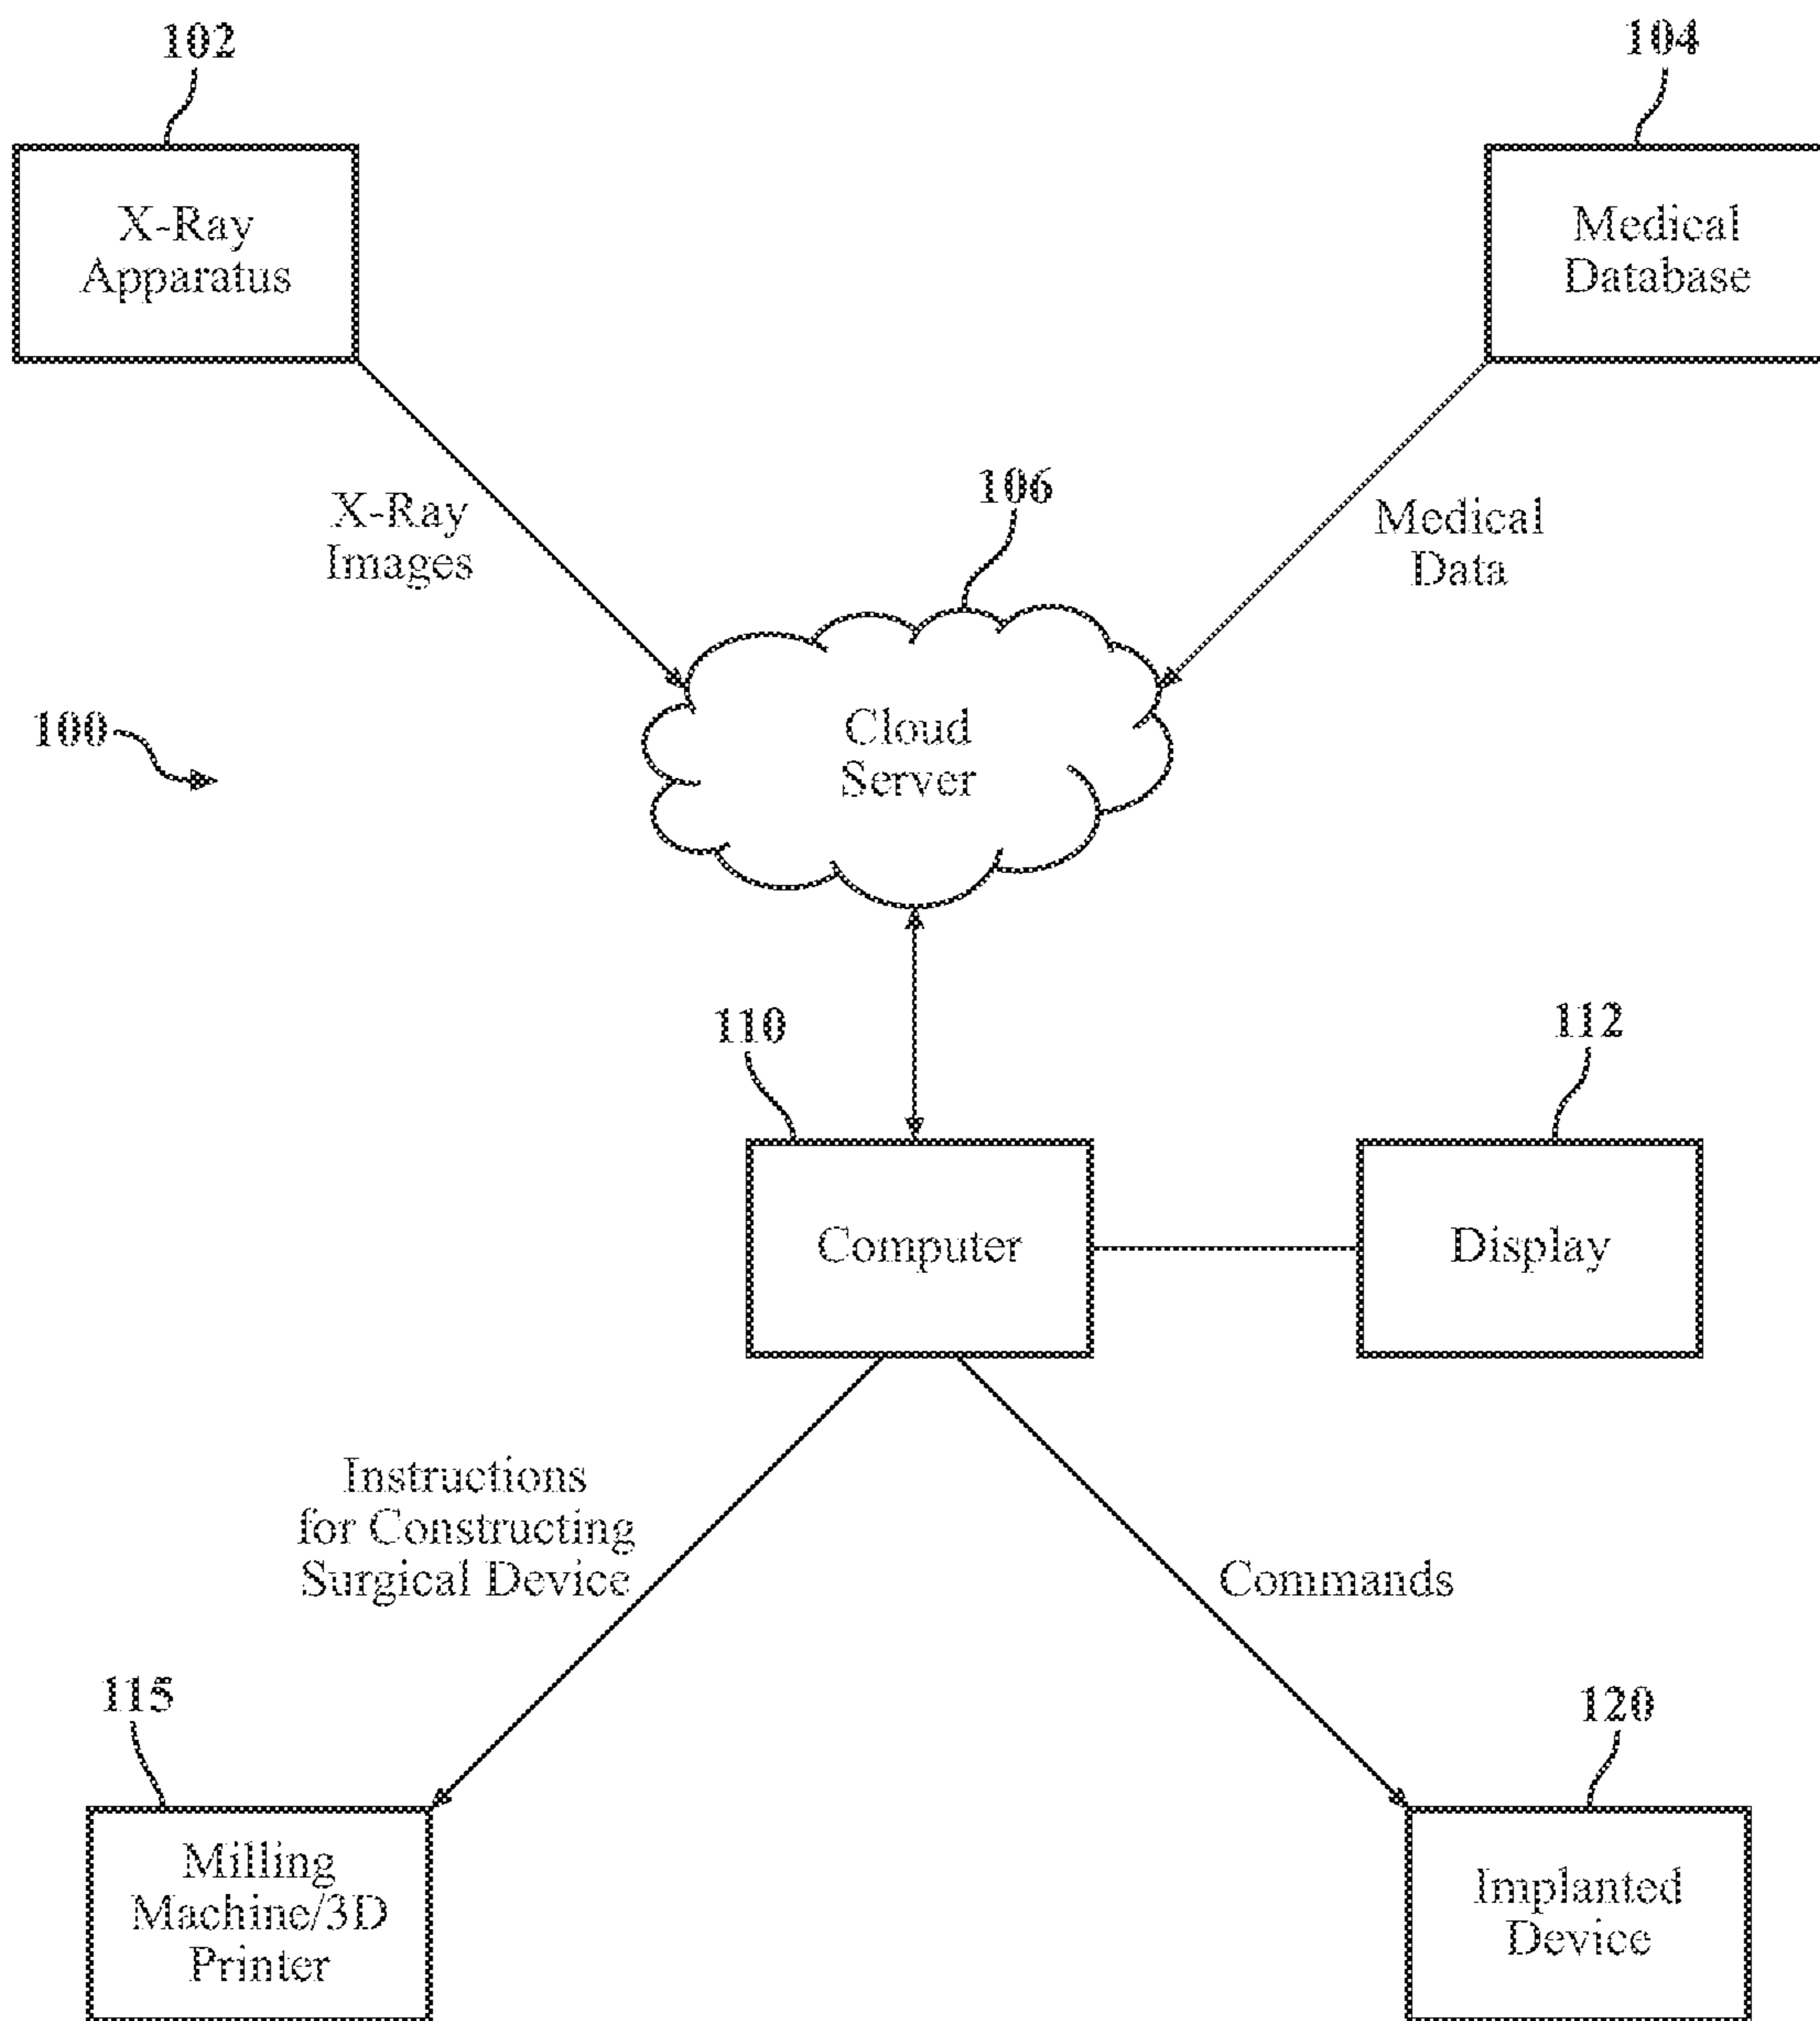 102
104
X-Ray
Apparatus
Medical
Database
106
X-Ray
Images
Medical
Data
100
Cloud
Server
110
112
Computer
Display
Instructions
for Constructing
Surgical Device
Commands
115
120
Milling
Machine/3D
Printer
Implanted
Device